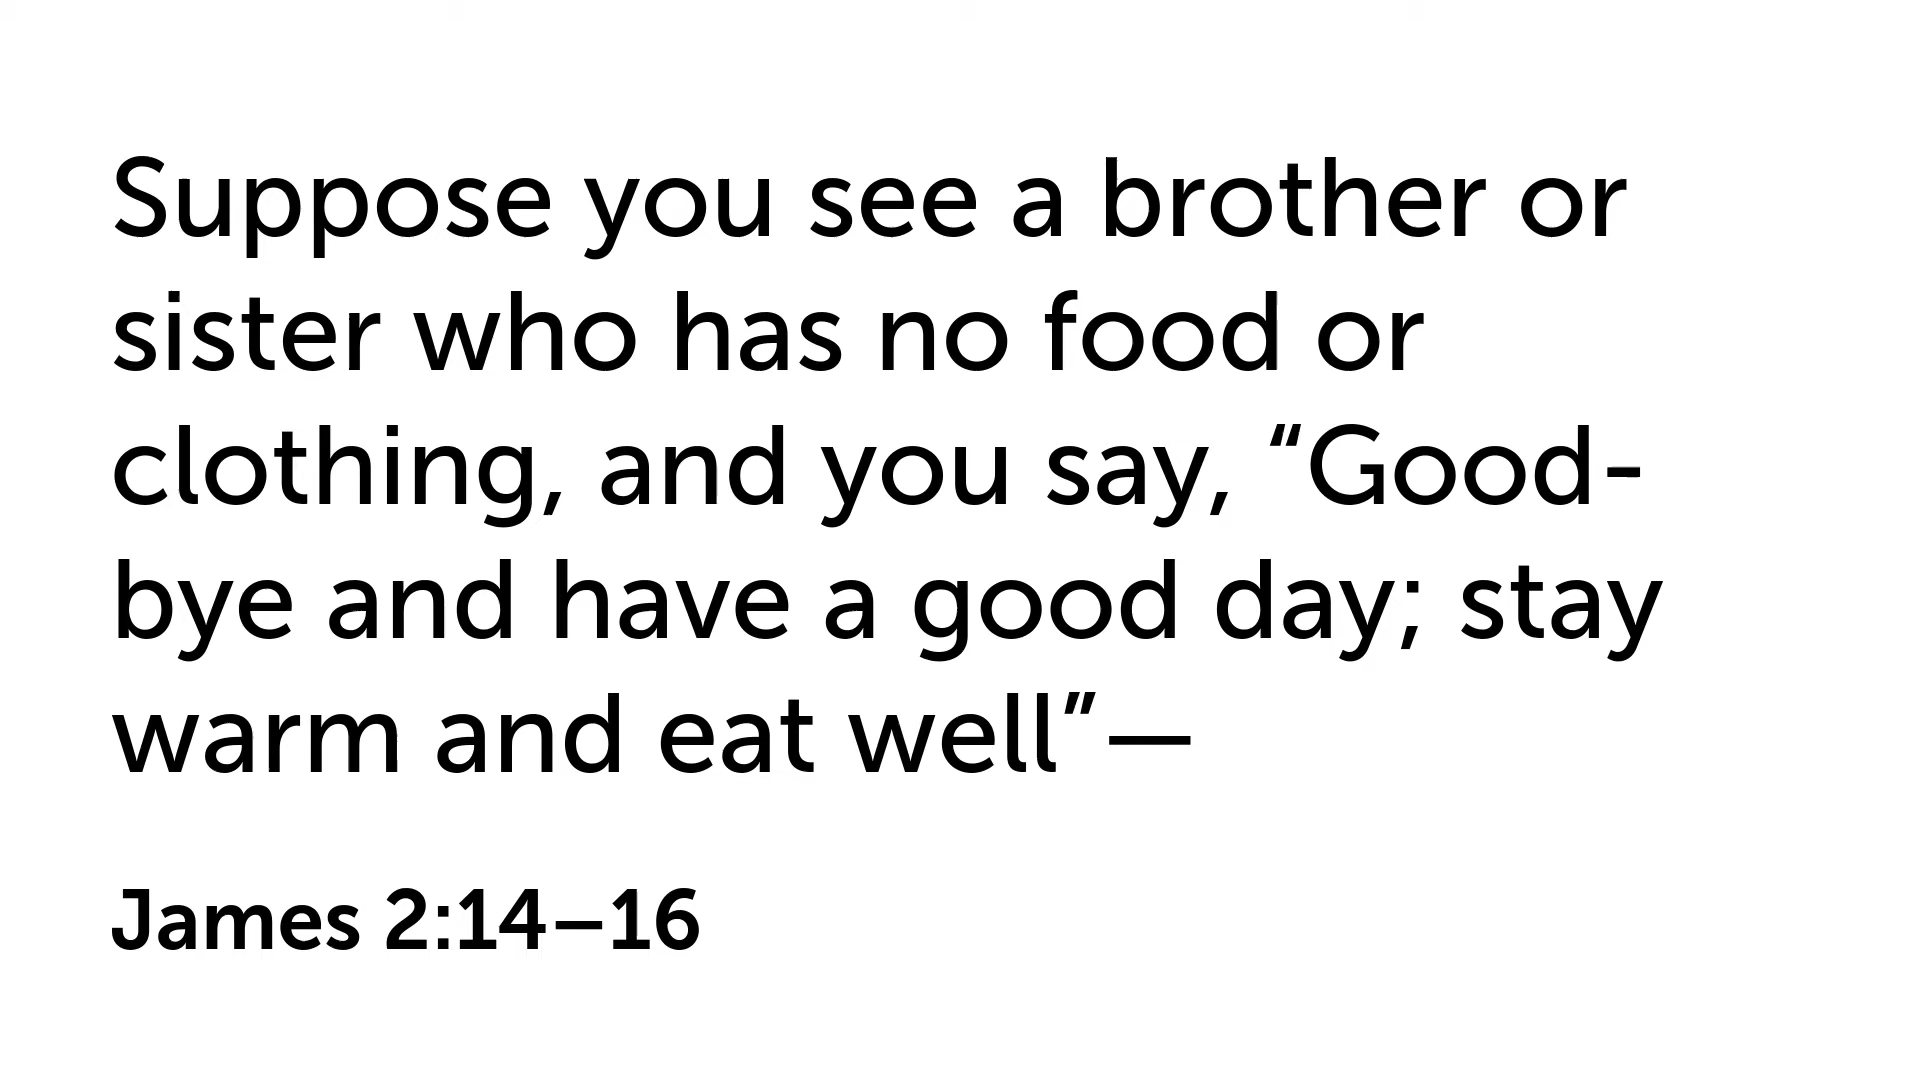 Suppose you see a brother or
sister who has no food or
clothing, and you say, “Good-
bye and have a good day; stay
warm and eat well”—
James 2:14–16